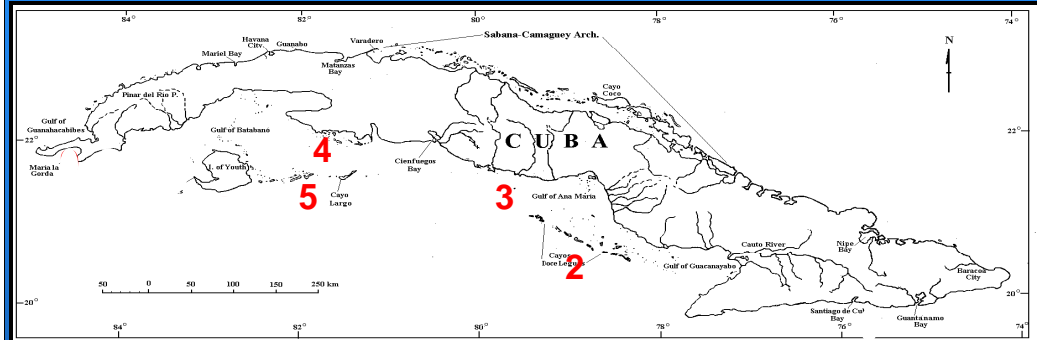 84°
82°
80°
78°
76°
74°
Sabana-Camaguey Arch.
Havana
City.
Guanabo
Varadero
Mariel Bay
Matanzas
Bay
N
Pinar del Rio P.
Cayo
Coco
Gulf of
Guanahacabibes
Gulf of Batabano
22°
22°
C U B A
4
Maria la
Gorda
I. of Youth
Cienfuegos
Bay
5
Cayo
Largo
3
Gulf of Ana Maria
Cayos
Doce Leguas
2
Gulf of Guacanayabo
Cauto River
Nipe
Bay
Baracoa
City
50 0 50 100 150 200 250 km
20°
20°
Santiago de Cu
Bay
Guantanamo
Bay
84°
82°
80°
78°
76°